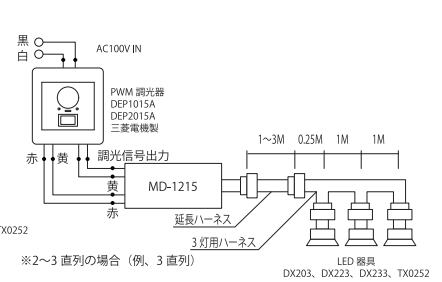 黒
白
AC100V IN
PWM 調光器
DEP1015A
DEP2015A
三菱電機製
赤
黄
調光信号出力
黄
赤
MD-1215
1～3M
0.25M
1M
1M
延長ハーネス
3灯用ハーネス
TX0252
※2～3 直列の場合（例、3 直列）
LED 器具
DX203、DX223、DX233、TX0252